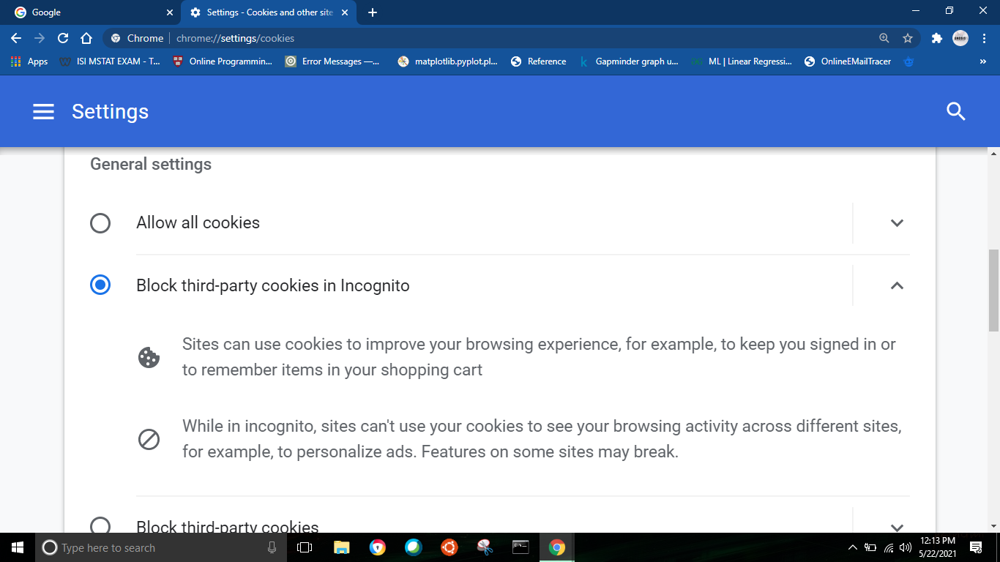 Google
Settings - Cookies and other site
Chrome
chrome://settings/cookies
Apps
ISI MSTAT EXAM - T...
Online Programmin...
Error Messages —...
matplotlib.pyplot.pl...
Reference
Gapminder graph u...
ML | Linear Regressi...
OnlineEMailTracer
»
Settings
General settings
Allow all cookies
Block third-party cookies in Incognito
Sites can use cookies to improve your browsing experience, for example, to keep you signed in or
to remember items in your shopping cart
While in incognito, sites can't use your cookies to see your browsing activity across different sites,
for example, to personalize ads. Features on some sites may break.
Block third-party cookies
Type here to search
12:13 PM
5/22/2021